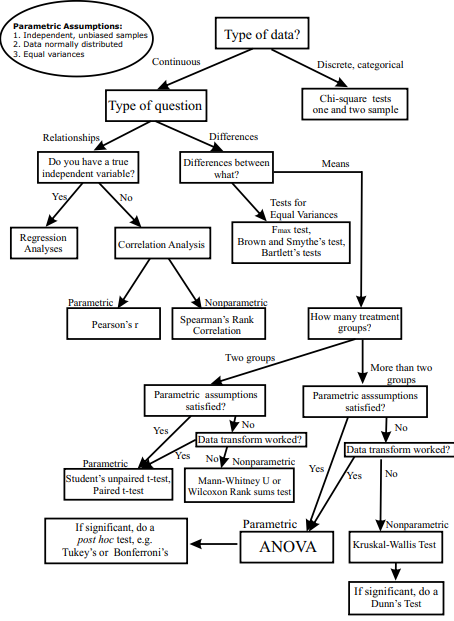 Parametric Assumptions:
1. Independent, unbiased samples
2. Data normally distributed
3. Equal variances
Type of data?
Continuous
Discrete, categorical
Type of question
Chi-square tests
one and two sample
Relationships
Differences
Do you have a true
independent variable?
Differences between
what?
Means
Yes
No
Tests for
Equal Variances
Regression
Analyses
Correlation Analysis
Fmax test,
Brown and Smythe's test,
Bartlett's tests
Parametric
Nonparametric
Pearson's r
Spearman's Rank
Correlation
How many treatment
groups?
Two groups
More than two
groups
Parametric assumptions
satisfied?
Parametric asssumptions
satisfied?
Yes
No
No
Data transform worked?
Data transform worked?
Parametric
Yes
No
Nonparametric
Yes
Yes
No
Student's unpaired t-test,
Paired t-test
Mann-Whitney U or
Wilcoxon Rank sums test
If significant, do a
post hoc test, e.g.
Tukey's or Bonferroni's
Parametric
ANOVA
Nonparametric
Kruskal-Wallis Test
If significant, do a
Dunn's Test